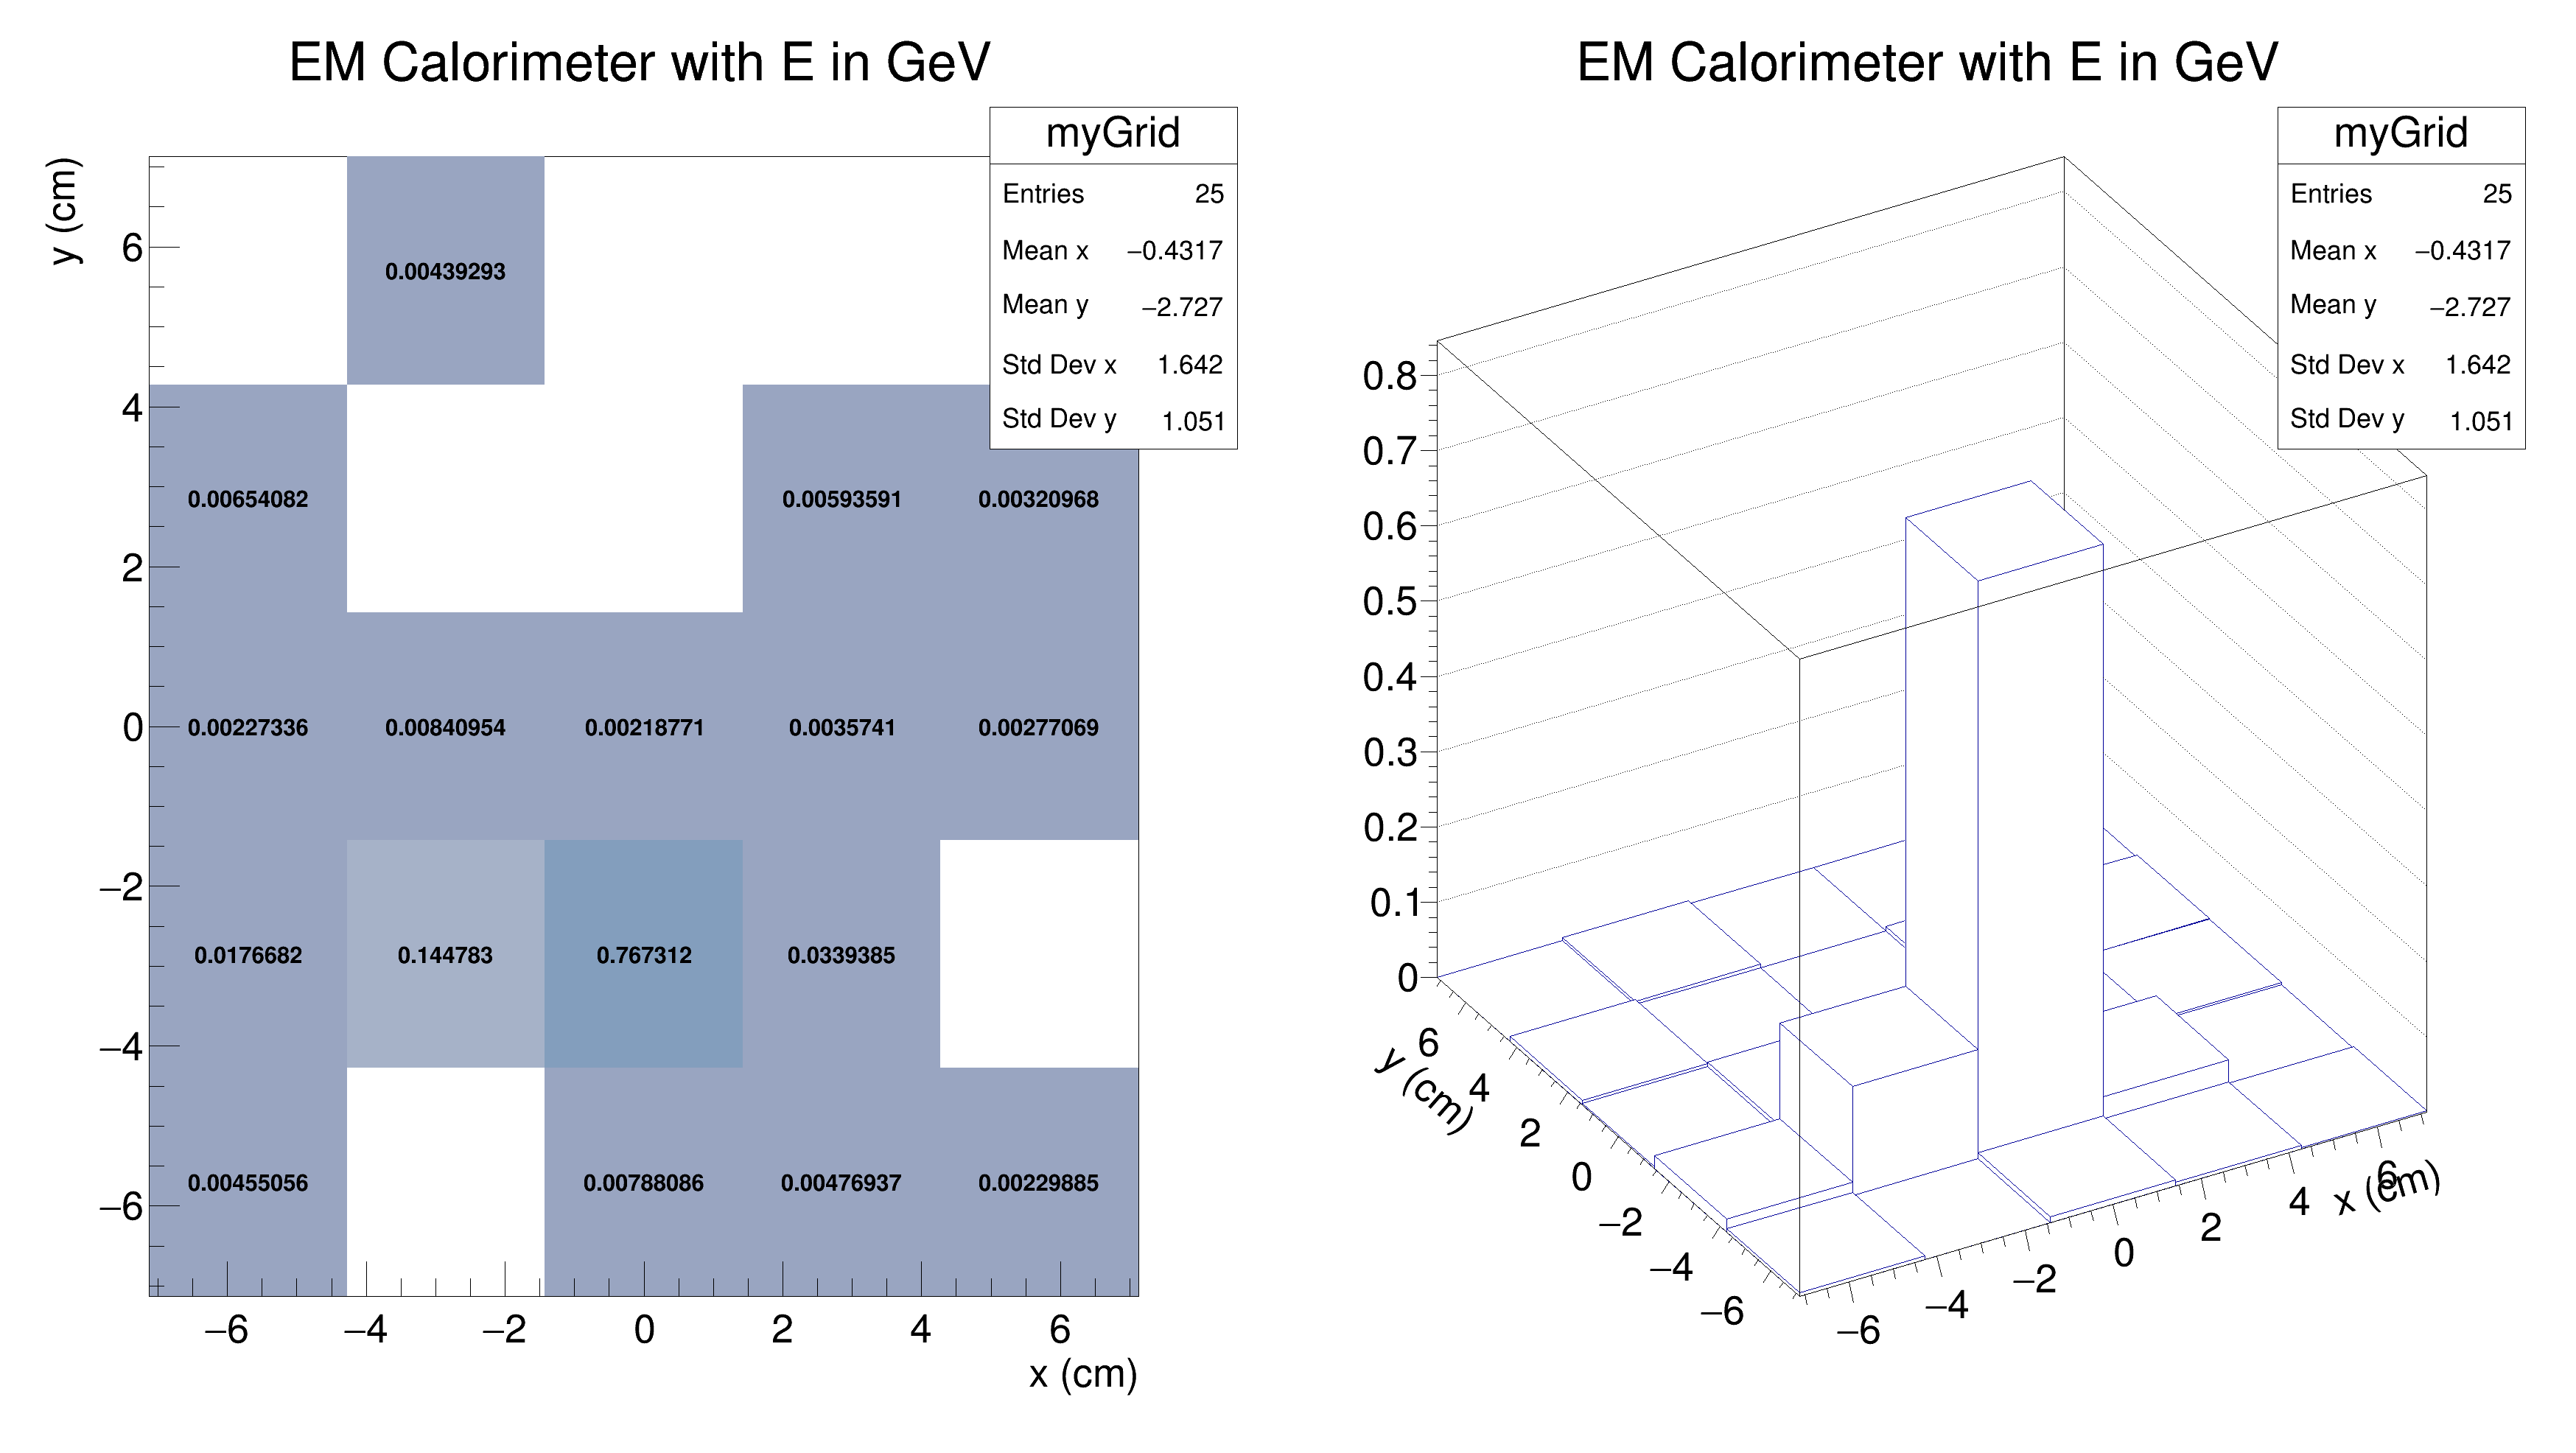 EM Calorimeter with E in GeV
myGrid
Entries 25
Mean x −0.4317
Mean y −2.727
Std Dev x 1.642
Std Dev y 1.051
y (cm)
6
4
2
0
−2
−4
−6
0.00439293
0.00654082 0.00593591 0.00320968
0.00227336 0.00840954 0.00218771 0.0035741 0.00277069
0.0176682 0.144783 0.767312 0.0339385
0.00455056 0.00788086 0.00476937 0.00229885
−6 −4 −2 0 2 4 6
x (cm)
EM Calorimeter with E in GeV
myGrid
Entries 25
Mean x −0.4317
Mean y −2.727
Std Dev x 1.642
Std Dev y 1.051
0.8
0.7
0.6
0.5
0.4
0.3
0.2
0.1
0
y (cm)
6
4
2
0
−2
−4
−6
−6
−4
−2
0
2
4
6
x (cm)